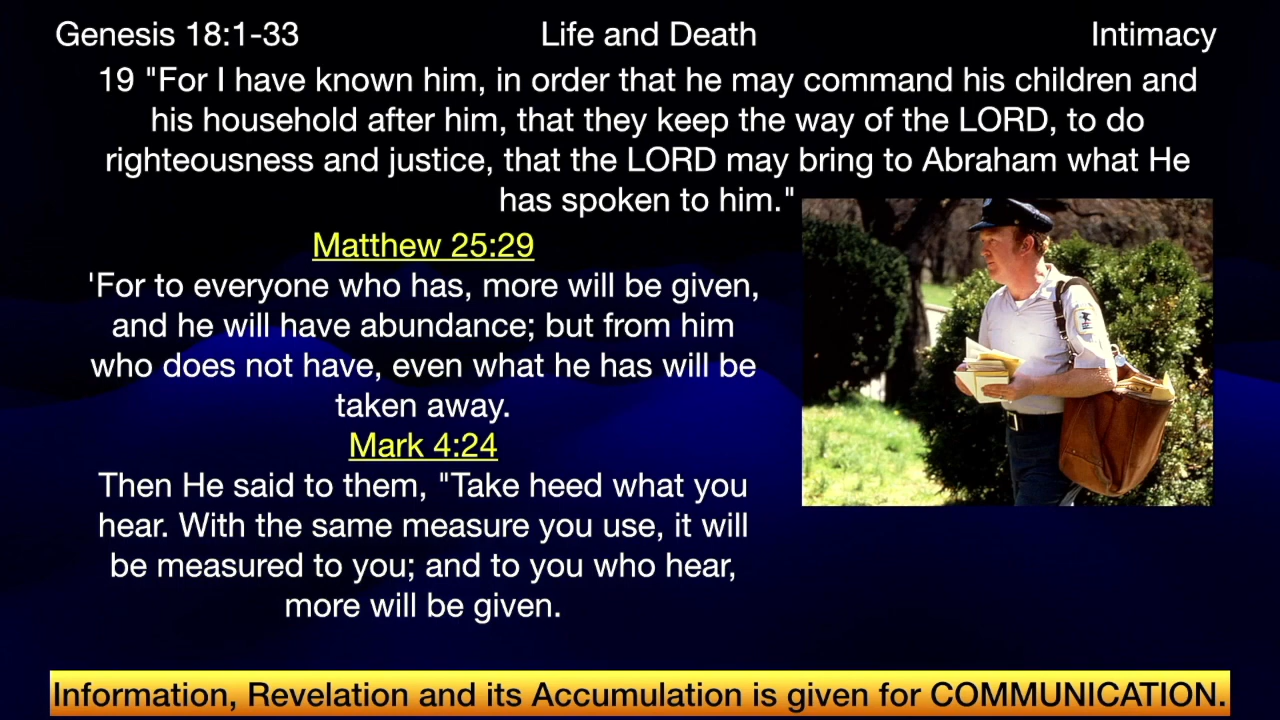 Genesis 18:1-33 Life and Death Intimacy
19 "For I have known him, in order that he may command his children and
his household after him, that they keep the way of the LORD, to do
righteousness and justice, that the LORD may bring to Abraham what He
has spoken to him."
Matthew 25:29
'For to everyone who has, more will be given,
and he will have abundance; but from him
who does not have, even what he has will be
taken away.
Mark 4:24
Then He said to them, "Take heed what you
hear. With the same measure you use, it will
be measured to you; and to you who hear,
more will be given.
Information, Revelation and its Accumulation is given for COMMUNICATION.